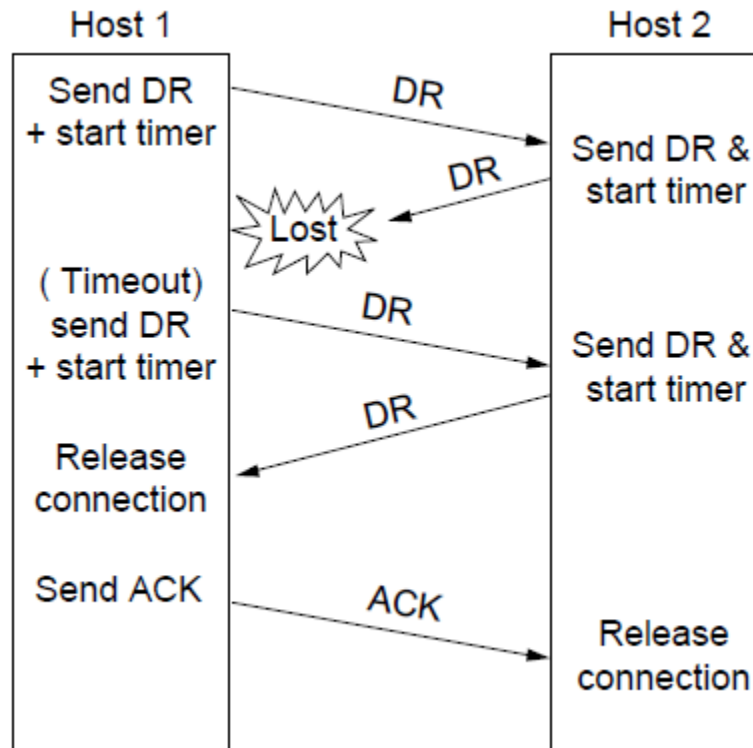 Host 1
Host 2
Send DR
+ start timer
DR
Send DR &
start timer
DR
Lost
( Timeout)
send DR
+ start timer
DR
Send DR &
start timer
DR
Release
connection
Send ACK
ACK
Release
connection